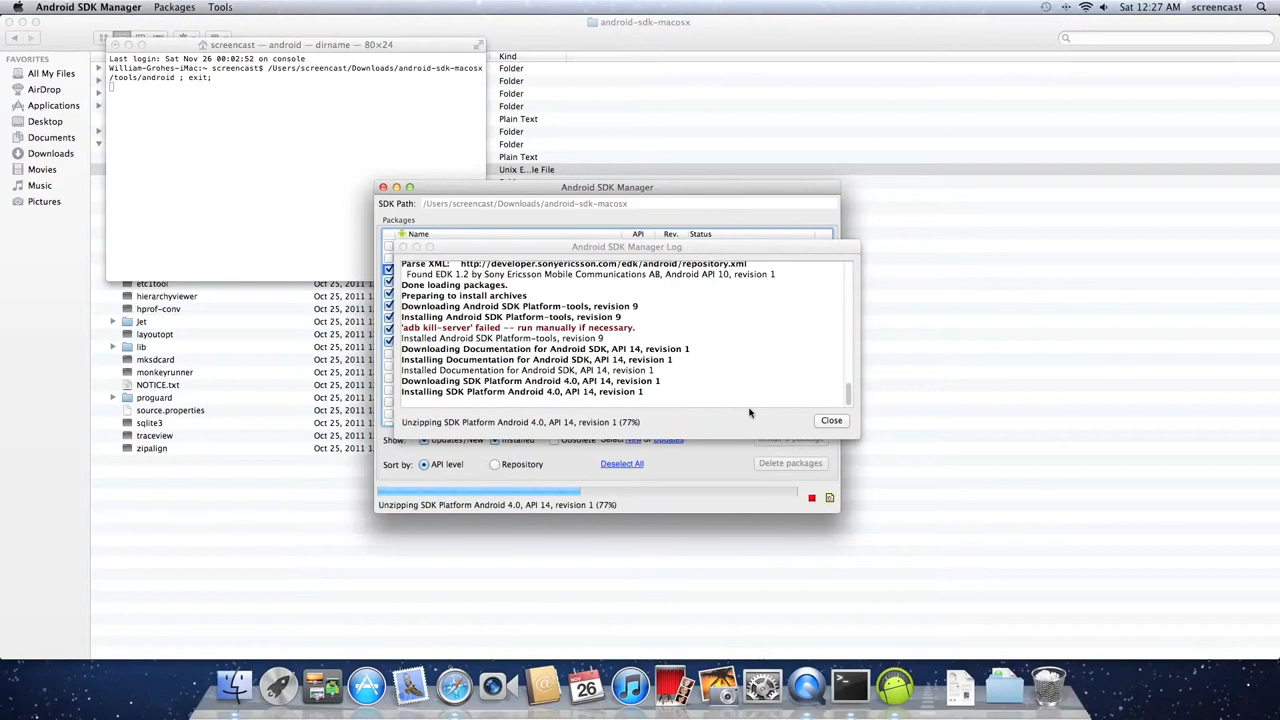 Android SDK Manager Packages Tools
Sat 12:27 AM screencast
android-sdk-macosx
screencast — android — dirname — 80×24
Last login: Sat Nov 26 00:02:52 on console
William-Grohes-iMac:~ screencast$ /Users/screencast/Downloads/android-sdk-macosx
/tools/android ; exit;
FAVORITES
All My Files
AirDrop
Applications
Desktop
Documents
Downloads
Movies
Music
Pictures
Kind
Folder
Folder
Folder
Folder
Plain Text
Folder
Folder
Plain Text
Unix E...le File
Android SDK Manager
SDK Path: /Users/screencast/Downloads/android-sdk-macosx
Packages
Name API Rev. Status
Android SDK Manager Log
Parse XML: http://developer.sonyericsson.com/edk/android/repository.xml
Found EDK 1.2 by Sony Ericsson Mobile Communications AB, Android API 10, revision 1
Done loading packages.
Preparing to install archives
Downloading Android SDK Platform-tools, revision 9
Installing Android SDK Platform-tools, revision 9
'adb kill-server' failed -- run manually if necessary.
Installed Android SDK Platform-tools, revision 9
Downloading Documentation for Android SDK, API 14, revision 1
Installing Documentation for Android SDK, API 14, revision 1
Installed Documentation for Android SDK, API 14, revision 1
Downloading SDK Platform Android 4.0, API 14, revision 1
Installing SDK Platform Android 4.0, API 14, revision 1
Unzipping SDK Platform Android 4.0, API 14, revision 1 (77%)
Close
Show: Updates/New Installed Obsolete Select New or Updates
Sort by: API level Repository Deselect All Delete packages
Unzipping SDK Platform Android 4.0, API 14, revision 1 (77%)
etc1tool Oct 25, 2011
hierarchyviewer Oct 25, 2011
hprof-conv Oct 25, 2011
Jet Oct 25, 2011
layoutopt Oct 25, 2011
lib Oct 25, 2011
mksdcard Oct 25, 2011
monkeyrunner Oct 25, 2011
NOTICE.txt Oct 25, 2011
proguard Oct 25, 2011
source.properties Oct 25, 2011
sqlite3 Oct 25, 2011
traceview Oct 25, 2011
zipalign Oct 25, 2011
NOV
26